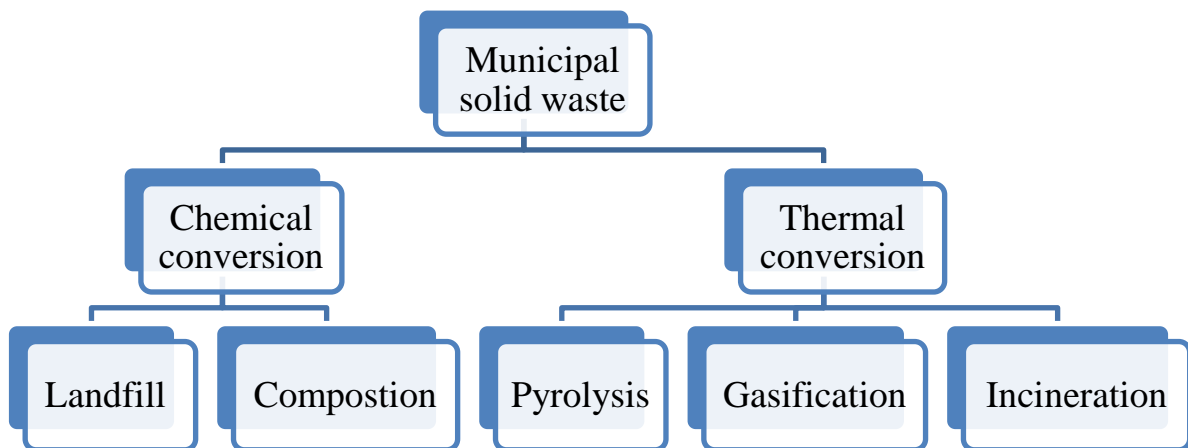 Municipal
solid waste
Chemical
conversion
Thermal
conversion
Landfill
Compostion
Pyrolysis
Gasification
Incineration